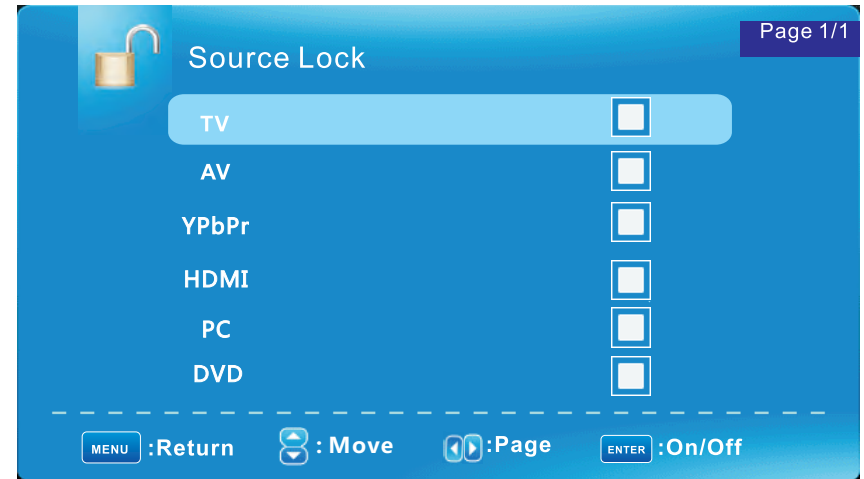 Source Lock
Page 1/1
TV
AV
YPbPr
HDMI
PC
DVD
MENU :Return : Move :Page ENTER :On/Off